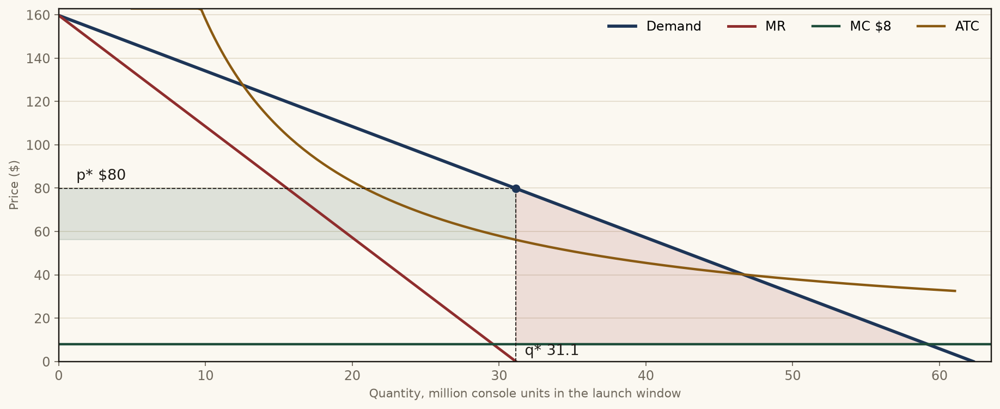 Demand MR MC $8 ATC
160
140
120
100
80
60
40
20
0
Price ($)
p* $80
q* 31.1
0 10 20 30 40 50 60
Quantity, million console units in the launch window